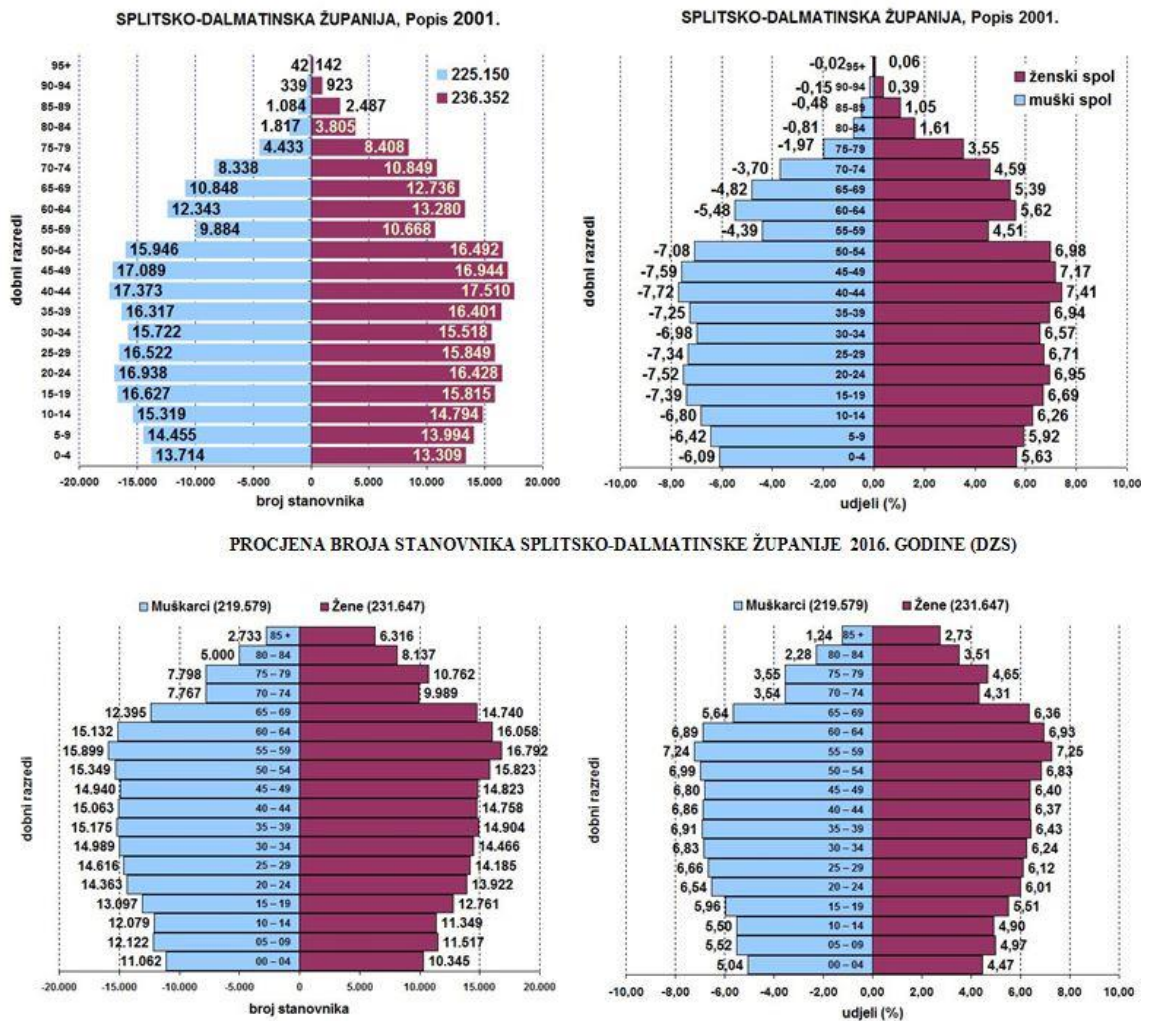 SPLITSKO-DALMATINSKA ŽUPANIJA, Popis 2001.
95+ 42 142
90-94 339 923
85-89 1.084 2.487
80-84 1.817 3.805
75-79 4.433 8.408
70-74 8.338 10.849
65-69 10.848 12.736
60-64 12.343 13.280
55-59 9.884 10.668
50-54 15.946 16.492
45-49 17.089 16.944
40-44 17.373 17.510
35-39 16.317 16.401
30-34 15.722 15.518
25-29 16.522 15.849
20-24 16.938 16.428
15-19 16.627 15.815
10-14 15.319 14.794
5-9 14.455 13.994
0-4 13.714 13.309
225.150
236.352
dobni razredi
-20.000 -15.000 -10.000 -5.000 0 5.000 10.000 15.000 20.000
broj stanovnika
SPLITSKO-DALMATINSKA ŽUPANIJA, Popis 2001.
-0,02 95+ 0,06
-0,15 90-94 0,39
-0,48 85-89 1,05
-0,81 80-84 1,61
-1,97 75-79 3,55
-3,70 70-74 4,59
-4,82 65-69 5,39
-5,48 60-64 5,62
-4,39 55-59 4,51
-7,08 50-54 6,98
-7,59 45-49 7,17
-7,72 40-44 7,41
-7,25 35-39 6,94
-6,98 30-34 6,57
-7,34 25-29 6,71
-7,52 20-24 6,95
-7,39 15-19 6,69
-6,80 10-14 6,26
-6,42 5-9 5,92
-6,09 0-4 5,63
ženski spol
muški spol
dobni razredi
-10,00 -8,00 -6,00 -4,00 -2,00 0,00 2,00 4,00 6,00 8,00 10,00
udjeli (%)
PROCJENA BROJA STANOVNIKA SPLITSKO-DALMATINSKE ŽUPANIJE 2016. GODINE (DZS)
Muškarci (219.579) Žene (231.647)
2.733 85 + 6.316
5.000 80 – 84 8.137
7.798 75 – 79 10.762
7.767 70 – 74 9.989
12.395 65 – 69 14.740
15.132 60 – 64 16.058
15.899 55 – 59 16.792
15.349 50 – 54 15.823
14.940 45 – 49 14.823
15.063 40 – 44 14.758
15.175 35 – 39 14.904
14.989 30 – 34 14.466
14.616 25 – 29 14.185
14.363 20 – 24 13.922
13.097 15 – 19 12.761
12.079 10 – 14 11.349
12.122 05 – 09 11.517
11.062 00 – 04 10.345
dobni razredi
-20.000 -15.000 -10.000 -5.000 0 5.000 10.000 15.000 20.000
broj stanovnika
Muškarci (219.579) Žene (231.647)
1,24 85 + 2,73
2,28 80 – 84 3,51
3,55 75 – 79 4,65
3,54 70 – 74 4,31
5,64 65 – 69 6,36
6,89 60 – 64 6,93
7,24 55 – 59 7,25
6,99 50 – 54 6,83
6,80 45 – 49 6,40
6,86 40 – 44 6,37
6,91 35 – 39 6,43
6,83 30 – 34 6,24
6,66 25 – 29 6,12
6,54 20 – 24 6,01
5,96 15 – 19 5,51
5,50 10 – 14 4,90
5,52 05 – 09 4,97
5,04 00 – 04 4,47
dobni razredi
-10,00 -8,00 -6,00 -4,00 -2,00 0,00 2,00 4,00 6,00 8,00 10,00
udjeli (%)